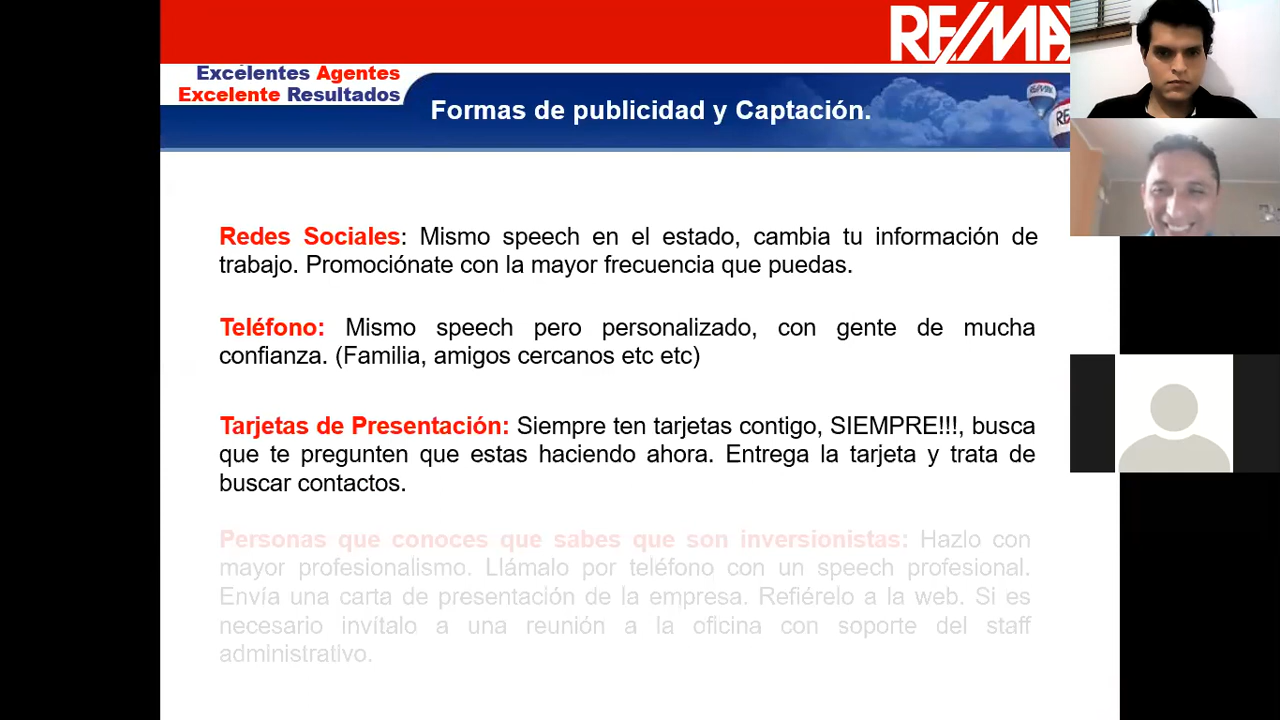 RE/MAX
Excelentes Agentes
Excelente Resultados
Formas de publicidad y Captación.
Redes Sociales: Mismo speech en el estado, cambia tu información de
trabajo. Promociónate con la mayor frecuencia que puedas.
Teléfono: Mismo speech pero personalizado, con gente de mucha
confianza. (Familia, amigos cercanos etc etc)
Tarjetas de Presentación: Siempre ten tarjetas contigo, SIEMPRE!!!, busca
que te pregunten que estas haciendo ahora. Entrega la tarjeta y trata de
buscar contactos.
Personas que conoces que sabes que son inversionistas: Hazlo con
mayor profesionalismo. Llámalo por teléfono con un speech profesional.
Envía una carta de presentación de la empresa. Refiérelo a la web. Si es
necesario invítalo a una reunión a la oficina con soporte del staff
administrativo.